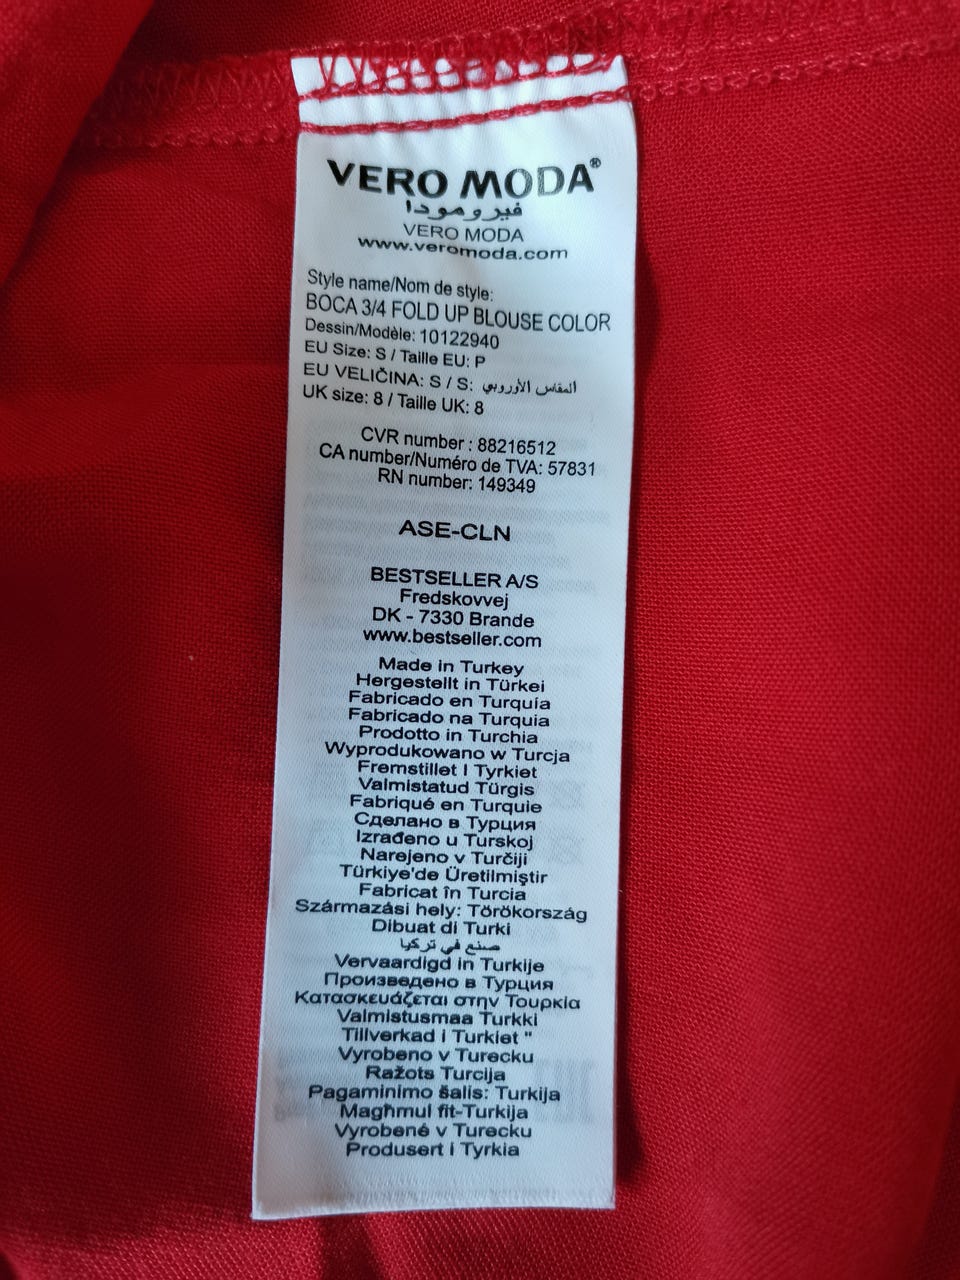 VERO MODA®
فيرومودا
VERO MODA
www.veromoda.com
Style name/Nom de style:
BOCA 3/4 FOLD UP BLOUSE COLOR
Dessin/Modèle: 10122940
EU Size: S / Taille EU: P
EU VELIČINA: S / S: المقاس الأوروبي
UK size: 8 / Taille UK: 8
CVR number : 88216512
CA number/Numéro de TVA: 57831
RN number: 149349
ASE-CLN
BESTSELLER A/S
Fredskovvej
DK - 7330 Brande
www.bestseller.com
Made in Turkey
Hergestellt in Türkei
Fabricado en Turquía
Fabricado na Turquia
Prodotto in Turchia
Wyprodukowano w Turcja
Fremstillet I Tyrkiet
Valmistatud Türgis
Fabriqué en Turquie
Сделано в Турция
Izrađeno u Turskoj
Narejeno v Turčiji
Türkiye'de Üretilmiştir
Fabricat în Turcia
Származási hely: Törökország
Dibuat di Turki
صنع في تركيا
Vervaardigd in Turkije
Произведено в Турция
Κατασκευάζεται στην Τουρκία
Valmistusmaa Turkki
Tillverkad i Turkiet "
Vyrobeno v Turecku
Ražots Turcija
Pagaminimo šalis: Turkija
Magħmul fit-Turkija
Vyrobené v Turecku
Produsert i Tyrkia